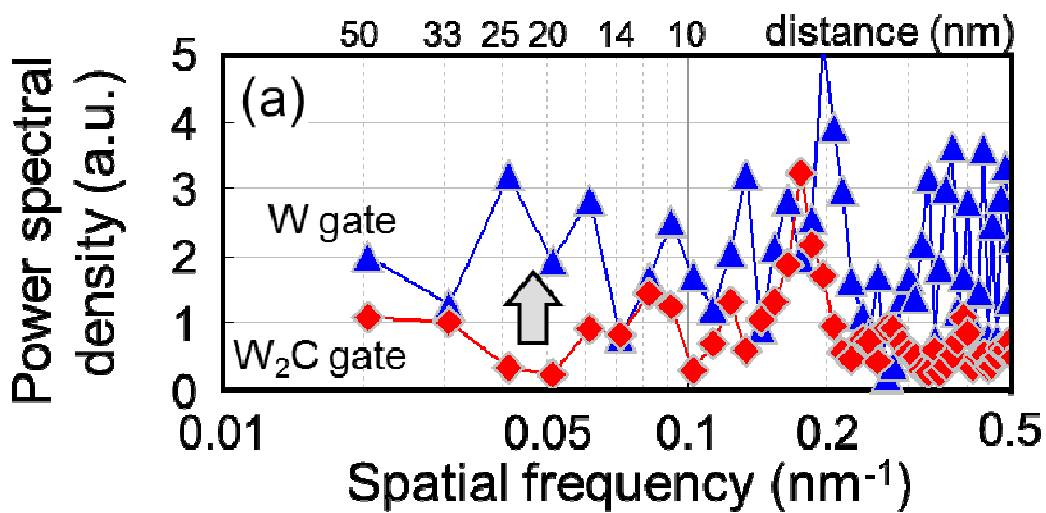 50 33 25 20 14 10 distance (nm)
5
4
3
2
1
0
Power spectral
density (a.u.)
(a)
W gate
W₂C gate
0.01 0.05 0.1 0.2 0.5
Spatial frequency (nm⁻¹)